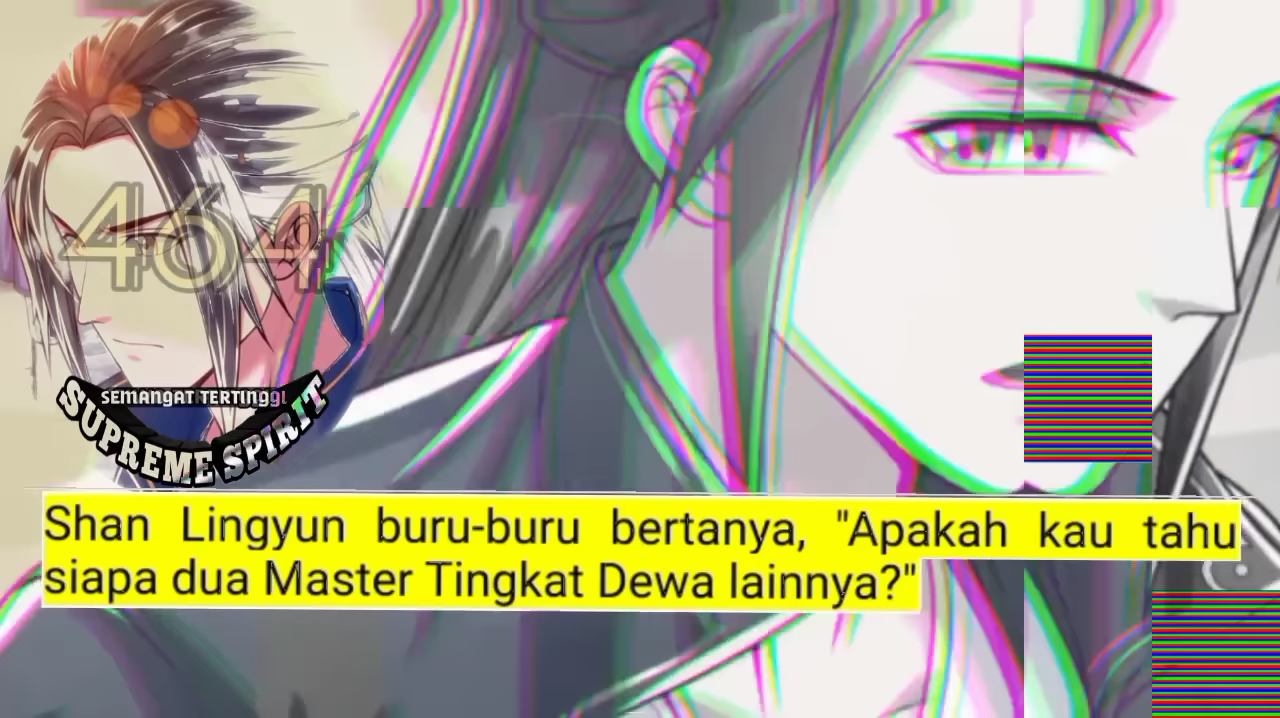 464
SEMANGAT TERTINGGI
SUPREME SPIRIT
Shan Lingyun buru-buru bertanya, "Apakah kau tahu
siapa dua Master Tingkat Dewa lainnya?"